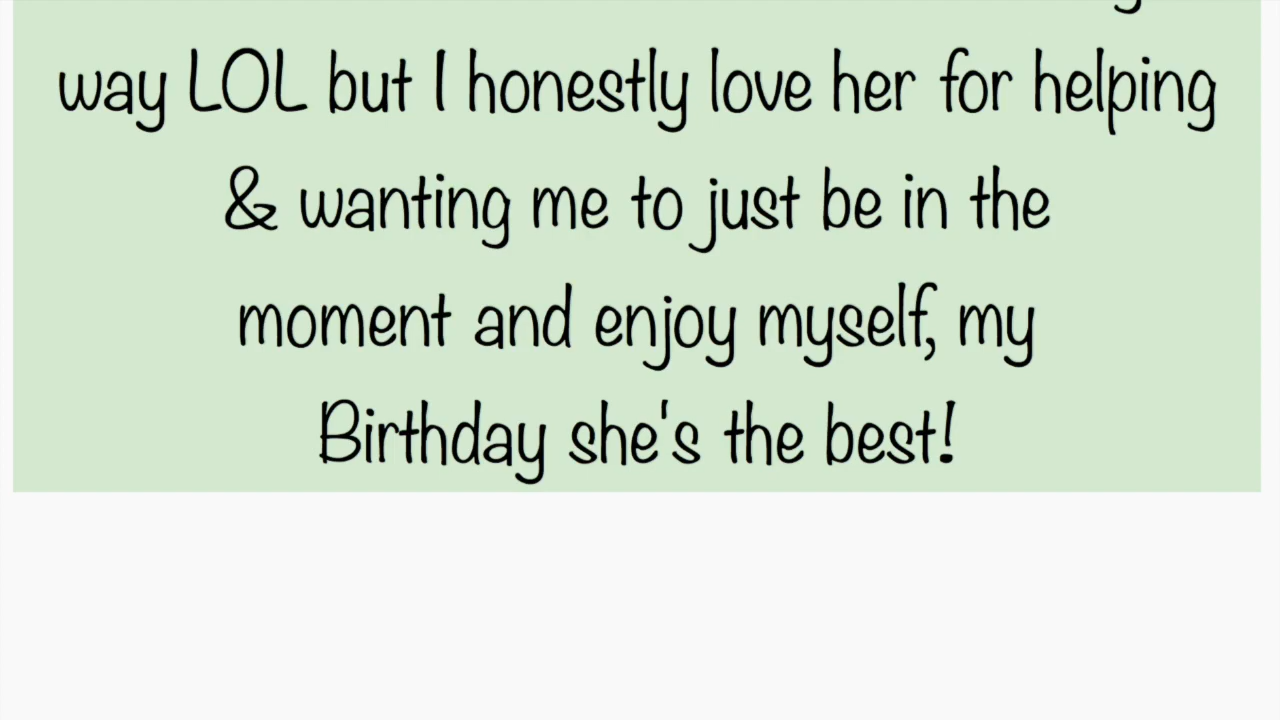 way LOL but I honestly love her for helping
& wanting me to just be in the
moment and enjoy myself, my
Birthday she's the best!